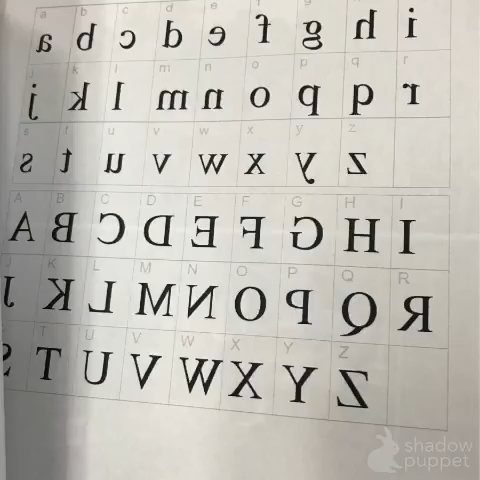 a b c d e f g
a b c d e f g h i
j k l m n o p q r
j k l m n o p q r
s t u v w x y z
s t u v w x y z
A B C D E F G H I
A B C D E F G H I
J K L M N O P Q R
J K L M N O P Q R
T U V W X Y Z
S T U V W X Y Z
shadow
puppet